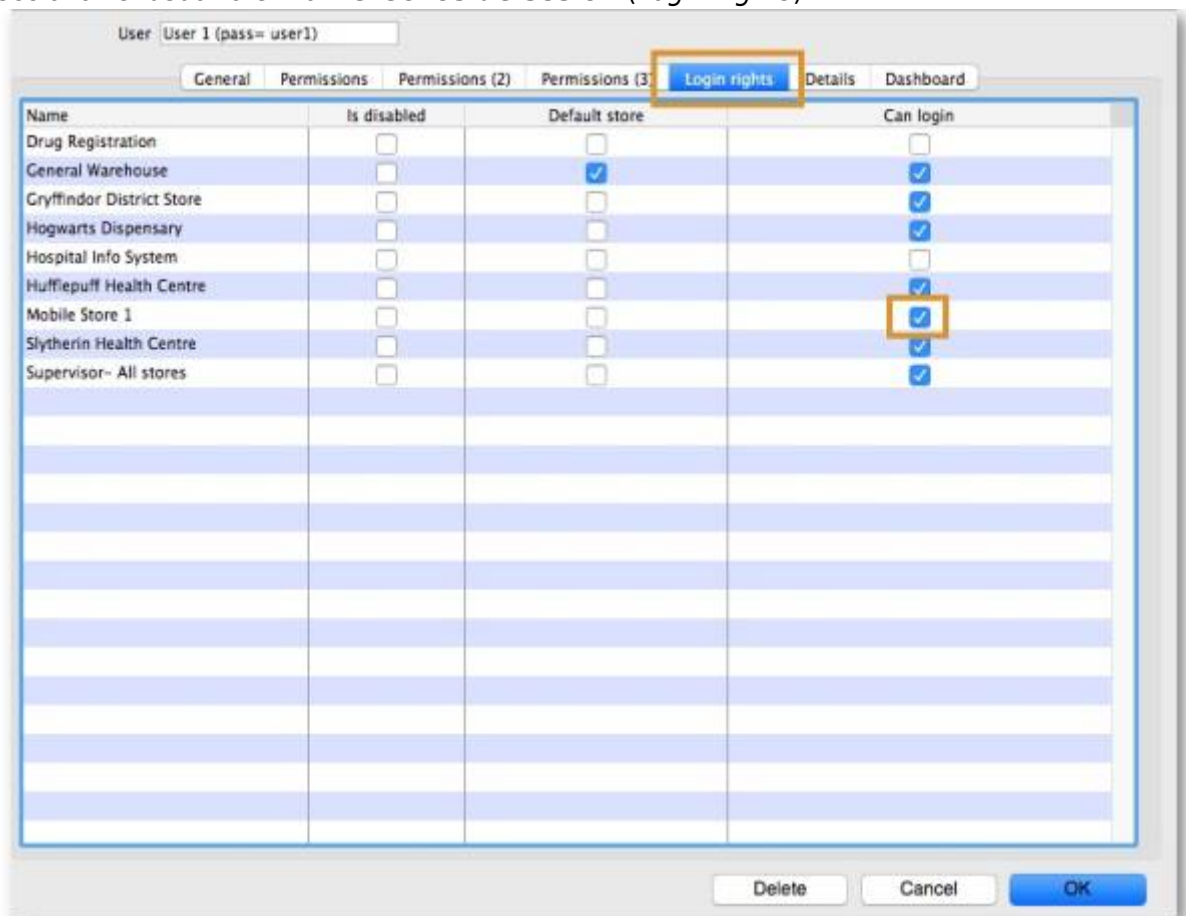 User User 1 (pass= user1)
General Permissions Permissions (2) Permissions (3) Login rights Details Dashboard
Name Is disabled Default store Can login
Drug Registration
General Warehouse
Gryffindor District Store
Hogwarts Dispensary
Hospital Info System
Hufflepuff Health Centre
Mobile Store 1
Slytherin Health Centre
Supervisor- All stores
Delete Cancel OK